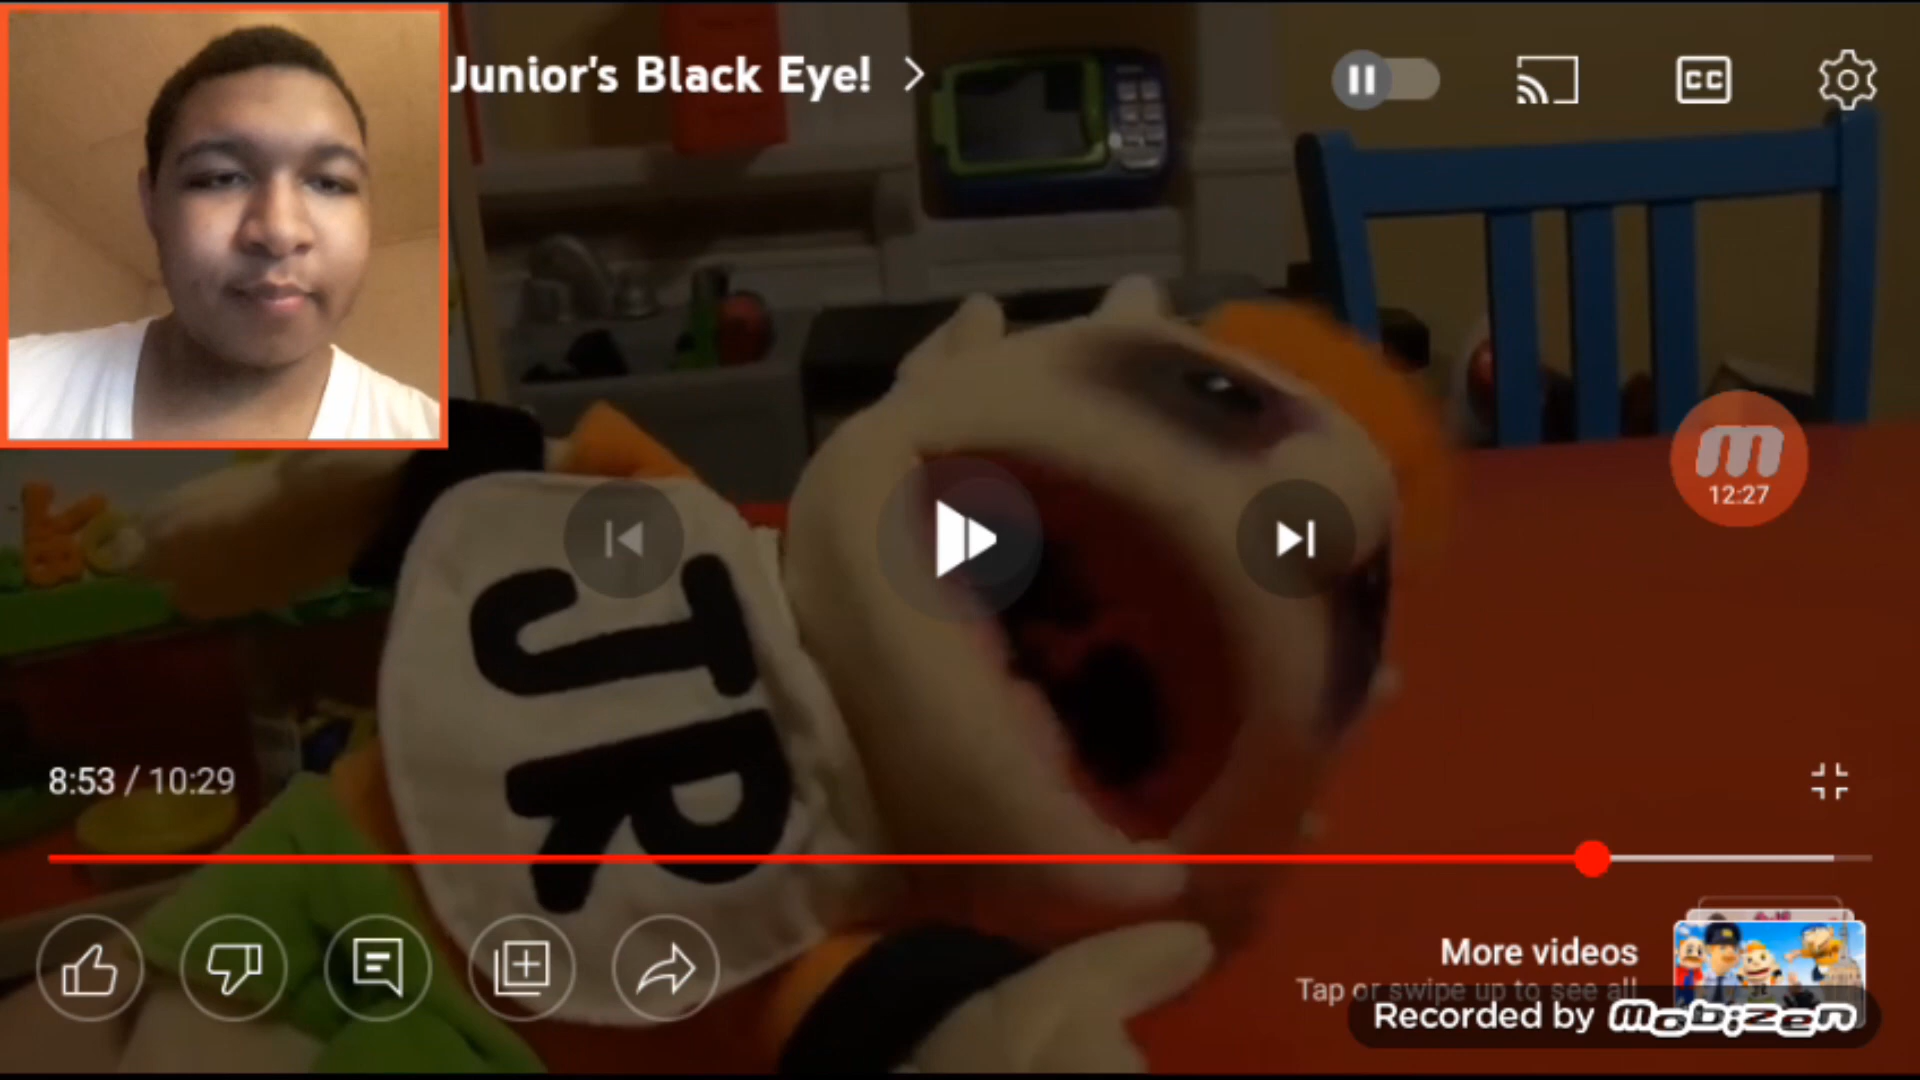 Junior's Black Eye!
CC
12:27
JR
8:53 / 10:29
More videos
Tap or swipe up to see all
Recorded by mobizen